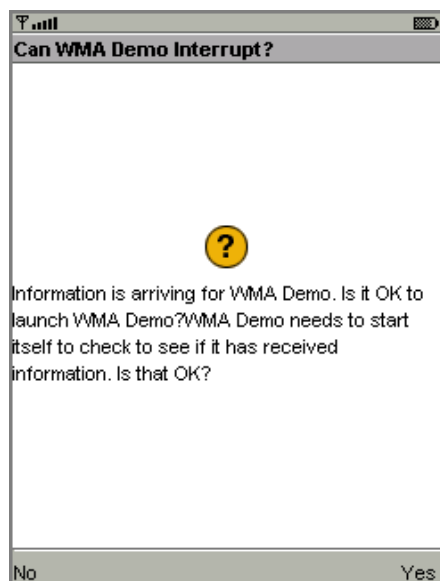 Can WMA Demo Interrupt?
?
Information is arriving for WMA Demo. Is it OK to
launch WMA Demo?WMA Demo needs to start
itself to check to see if it has received
information. Is that OK?
No Yes